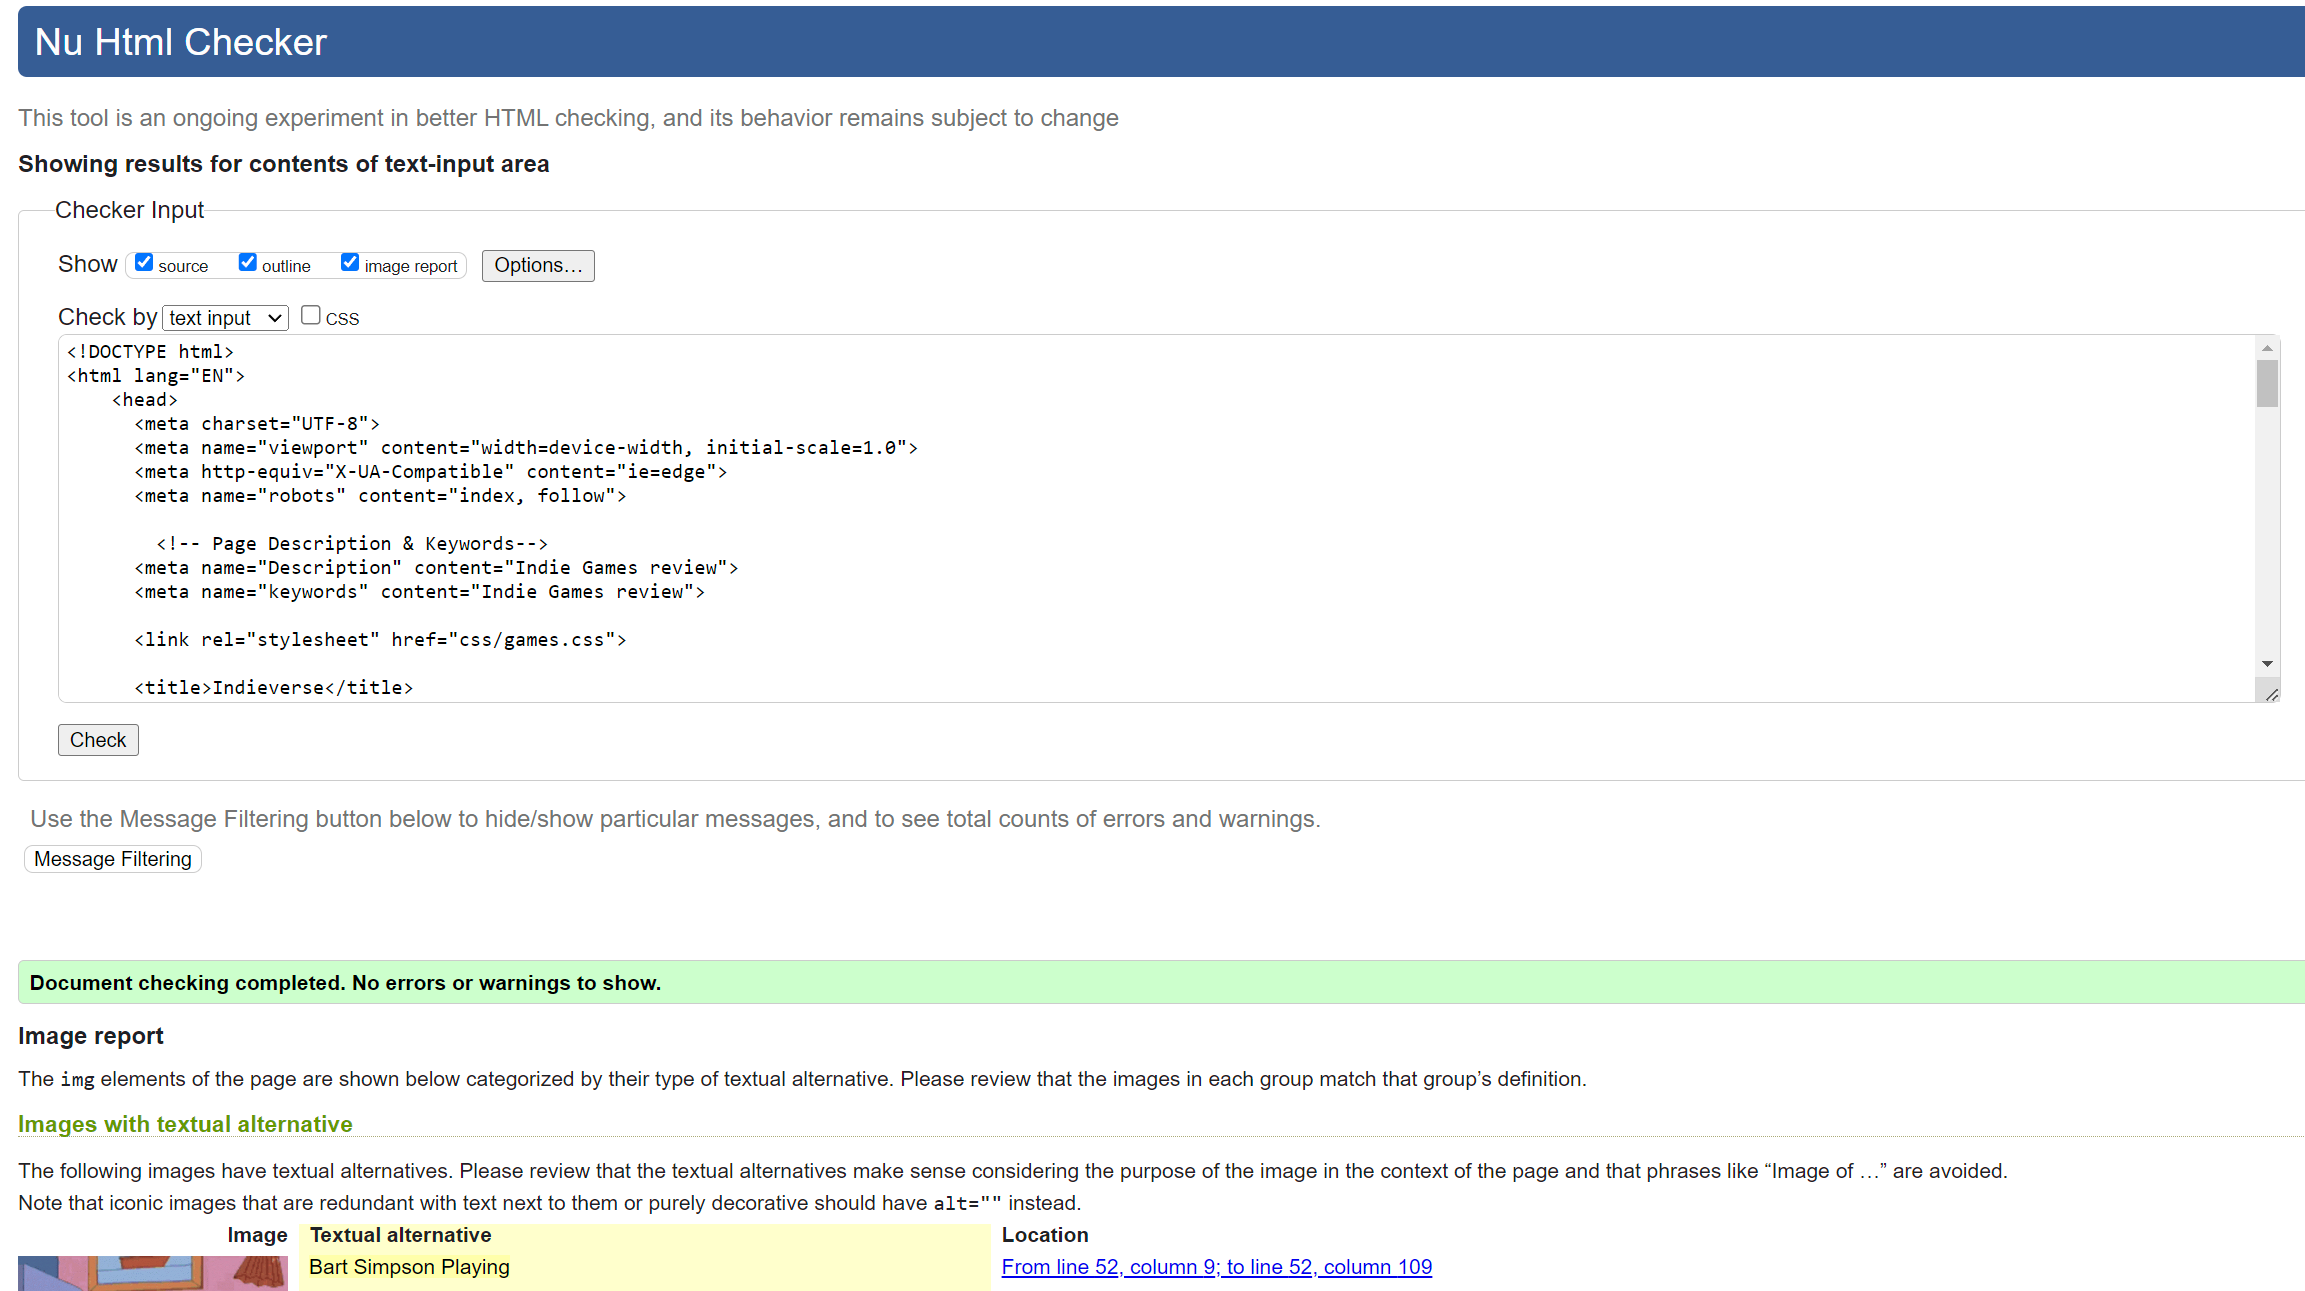 Nu Html Checker
This tool is an ongoing experiment in better HTML checking, and its behavior remains subject to change
Showing results for contents of text-input area
Checker Input
Show source outline image report Options...
Check by text input CSS
<!DOCTYPE html>
<html lang="EN">
<head>
<meta charset="UTF-8">
<meta name="viewport" content="width=device-width, initial-scale=1.0">
<meta http-equiv="X-UA-Compatible" content="ie=edge">
<meta name="robots" content="index, follow">
<!-- Page Description & Keywords-->
<meta name="Description" content="Indie Games review">
<meta name="keywords" content="Indie Games review">
<link rel="stylesheet" href="css/games.css">
<title>Indieverse</title>
Check
Use the Message Filtering button below to hide/show particular messages, and to see total counts of errors and warnings.
Message Filtering
Document checking completed. No errors or warnings to show.
Image report
The img elements of the page are shown below categorized by their type of textual alternative. Please review that the images in each group match that group’s definition.
Images with textual alternative
The following images have textual alternatives. Please review that the textual alternatives make sense considering the purpose of the image in the context of the page and that phrases like “Image of …” are avoided.
Note that iconic images that are redundant with text next to them or purely decorative should have alt="" instead.
Image Textual alternative Location
Bart Simpson Playing From line 52, column 9; to line 52, column 109